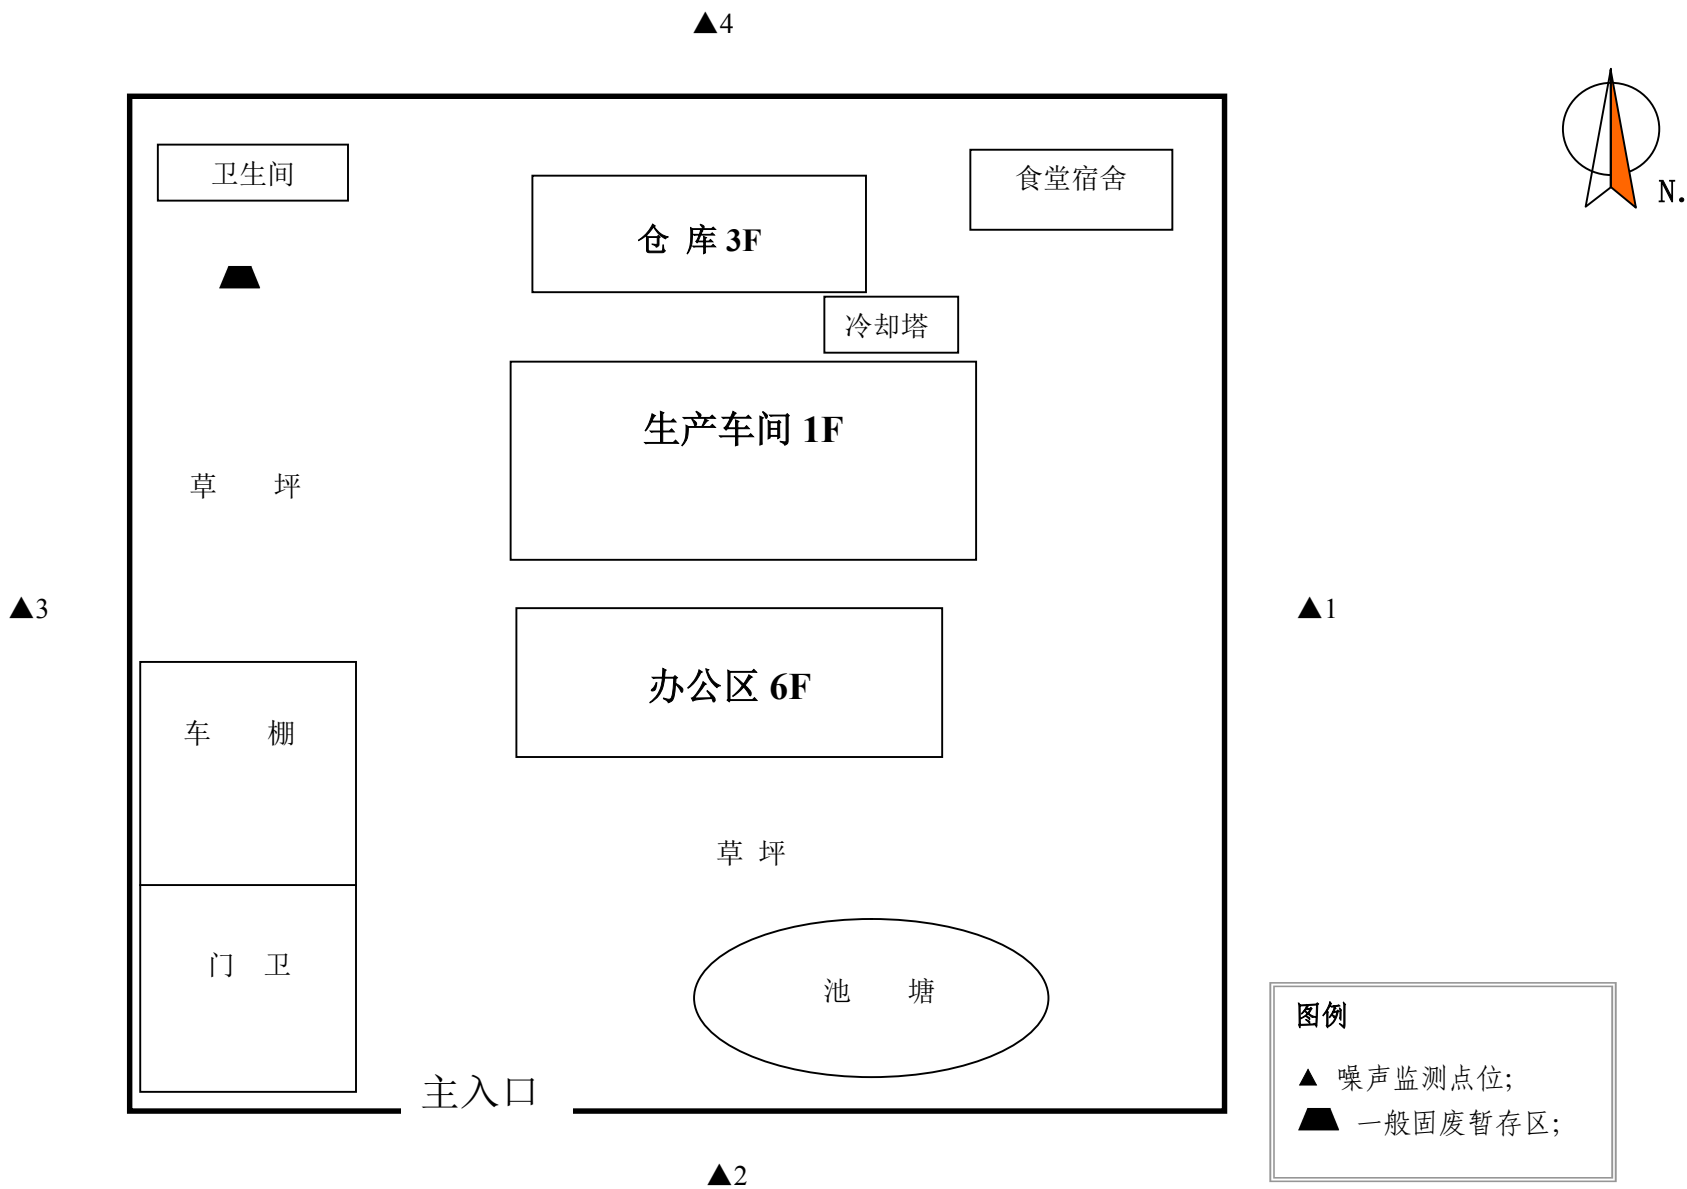 ▲4
卫生间
食堂宿舍
N.
仓 库 3F
冷却塔
生产车间 1F
草 坪
▲3
▲1
办公区 6F
车 棚
草 坪
门 卫
池 塘
主入口
▲2
图例
▲ 噪声监测点位;
一般固废暂存区;